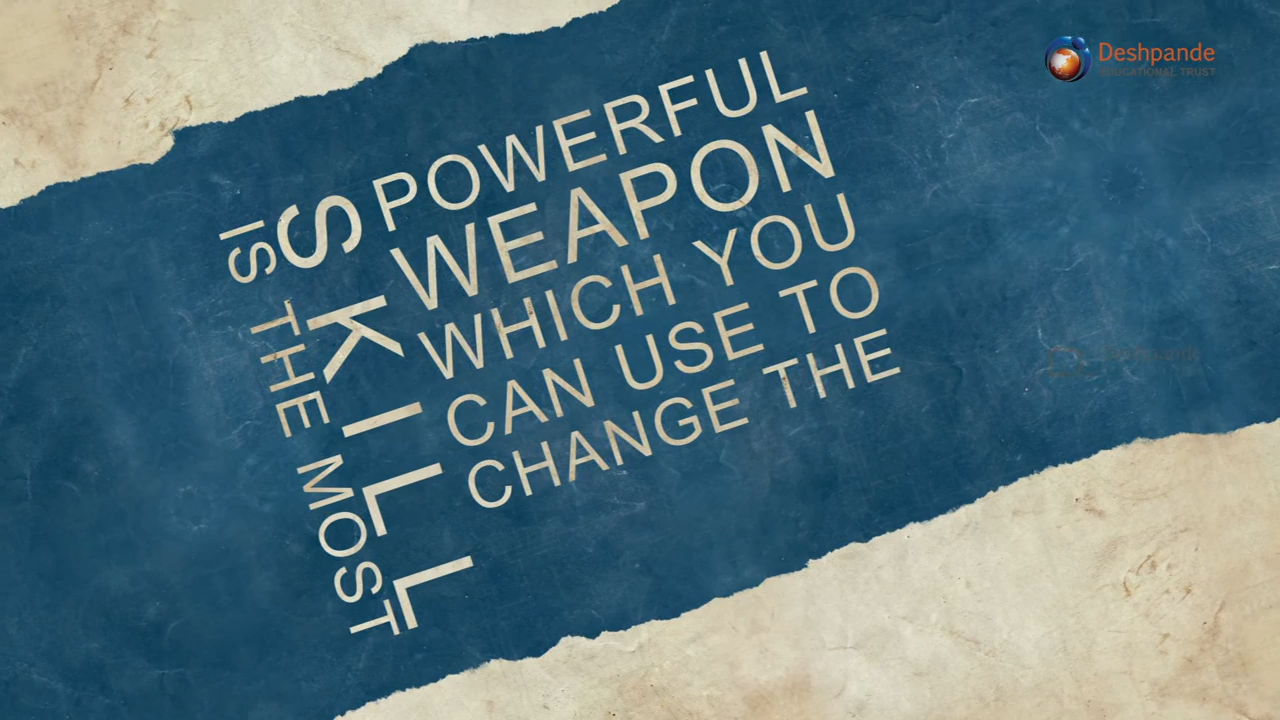 SKILL
IS THE MOST
POWERFUL
WEAPON
WHICH YOU
CAN USE TO
CHANGE THE
Deshpande
EDUCATIONAL TRUST